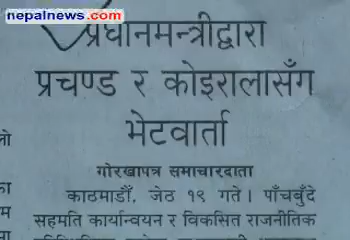 nepalnews.com
प्रधानमन्त्रीद्वारा
प्रचण्ड र कोइरालासँग
भेटवार्ता
गोरखापत्र समाचारदाता
काठमाडौँ, जेठ १९ गते । पाँचबुँदे
सहमति कार्यान्वयन र विकसित राजनीतिक